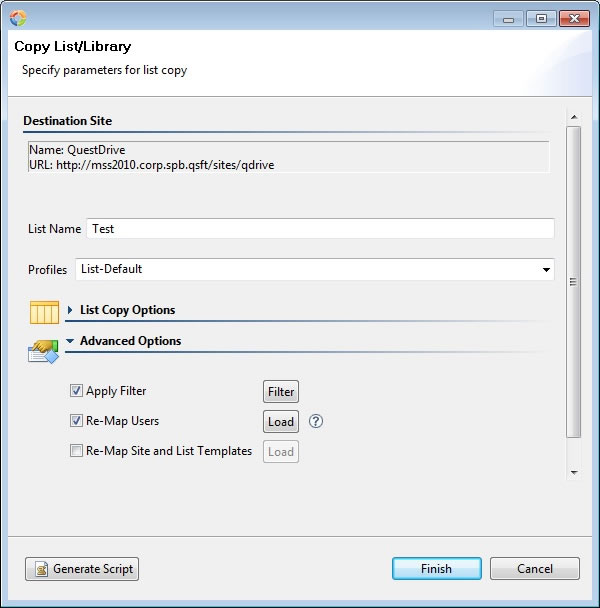 Copy List/Library
Specify parameters for list copy
Destination Site
Name: QuestDrive
URL: http://mss2010.corp.spb.qsft/sites/qdrive
List Name Test
Profiles List-Default
List Copy Options
Advanced Options
Apply Filter Filter
Re-Map Users Load ?
Re-Map Site and List Templates Load
Generate Script Finish Cancel